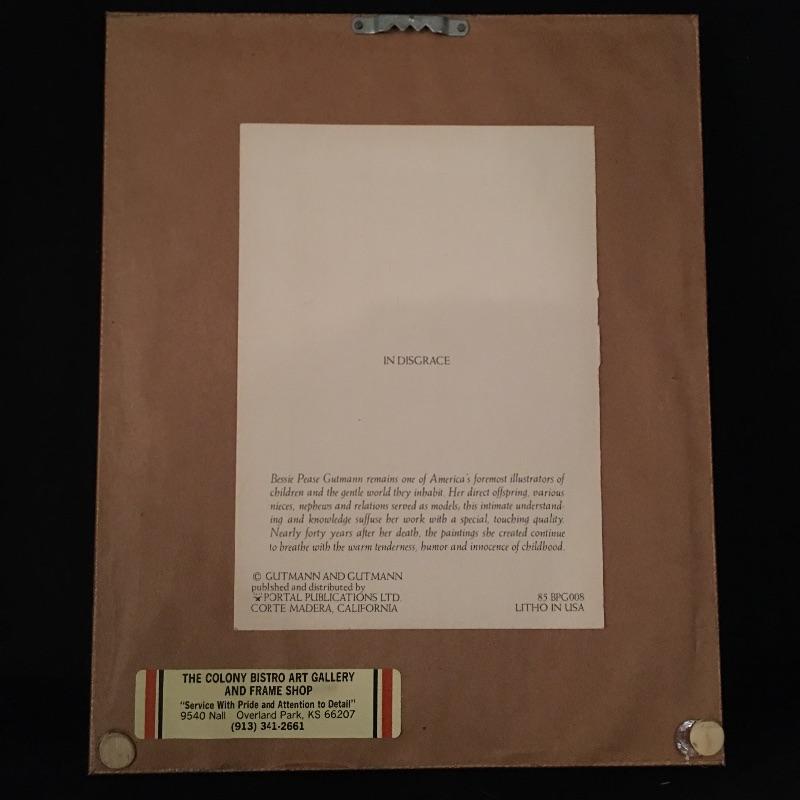 IN DISGRACE
Bessie Pease Gutmann remains one of America's foremost illustrators of
children and the gentle world they inhabit. Her direct offspring, various
nieces, nephews and relations served as models, this intimate understand-
ing and knowledge suffuse her work with a special, touching quality.
Nearly forty years after her death, the paintings she created continue
to breathe with the warm tenderness, humor and innocence of childhood.
© GUTMANN AND GUTMANN
published and distributed by
PORTAL PUBLICATIONS LTD.
CORTE MADERA, CALIFORNIA
85 BPG008
LITHO IN USA
THE COLONY BISTRO ART GALLERY
AND FRAME SHOP
"Service With Pride and Attention to Detail"
9540 Nall Overland Park, KS 66207
(913) 341-2661